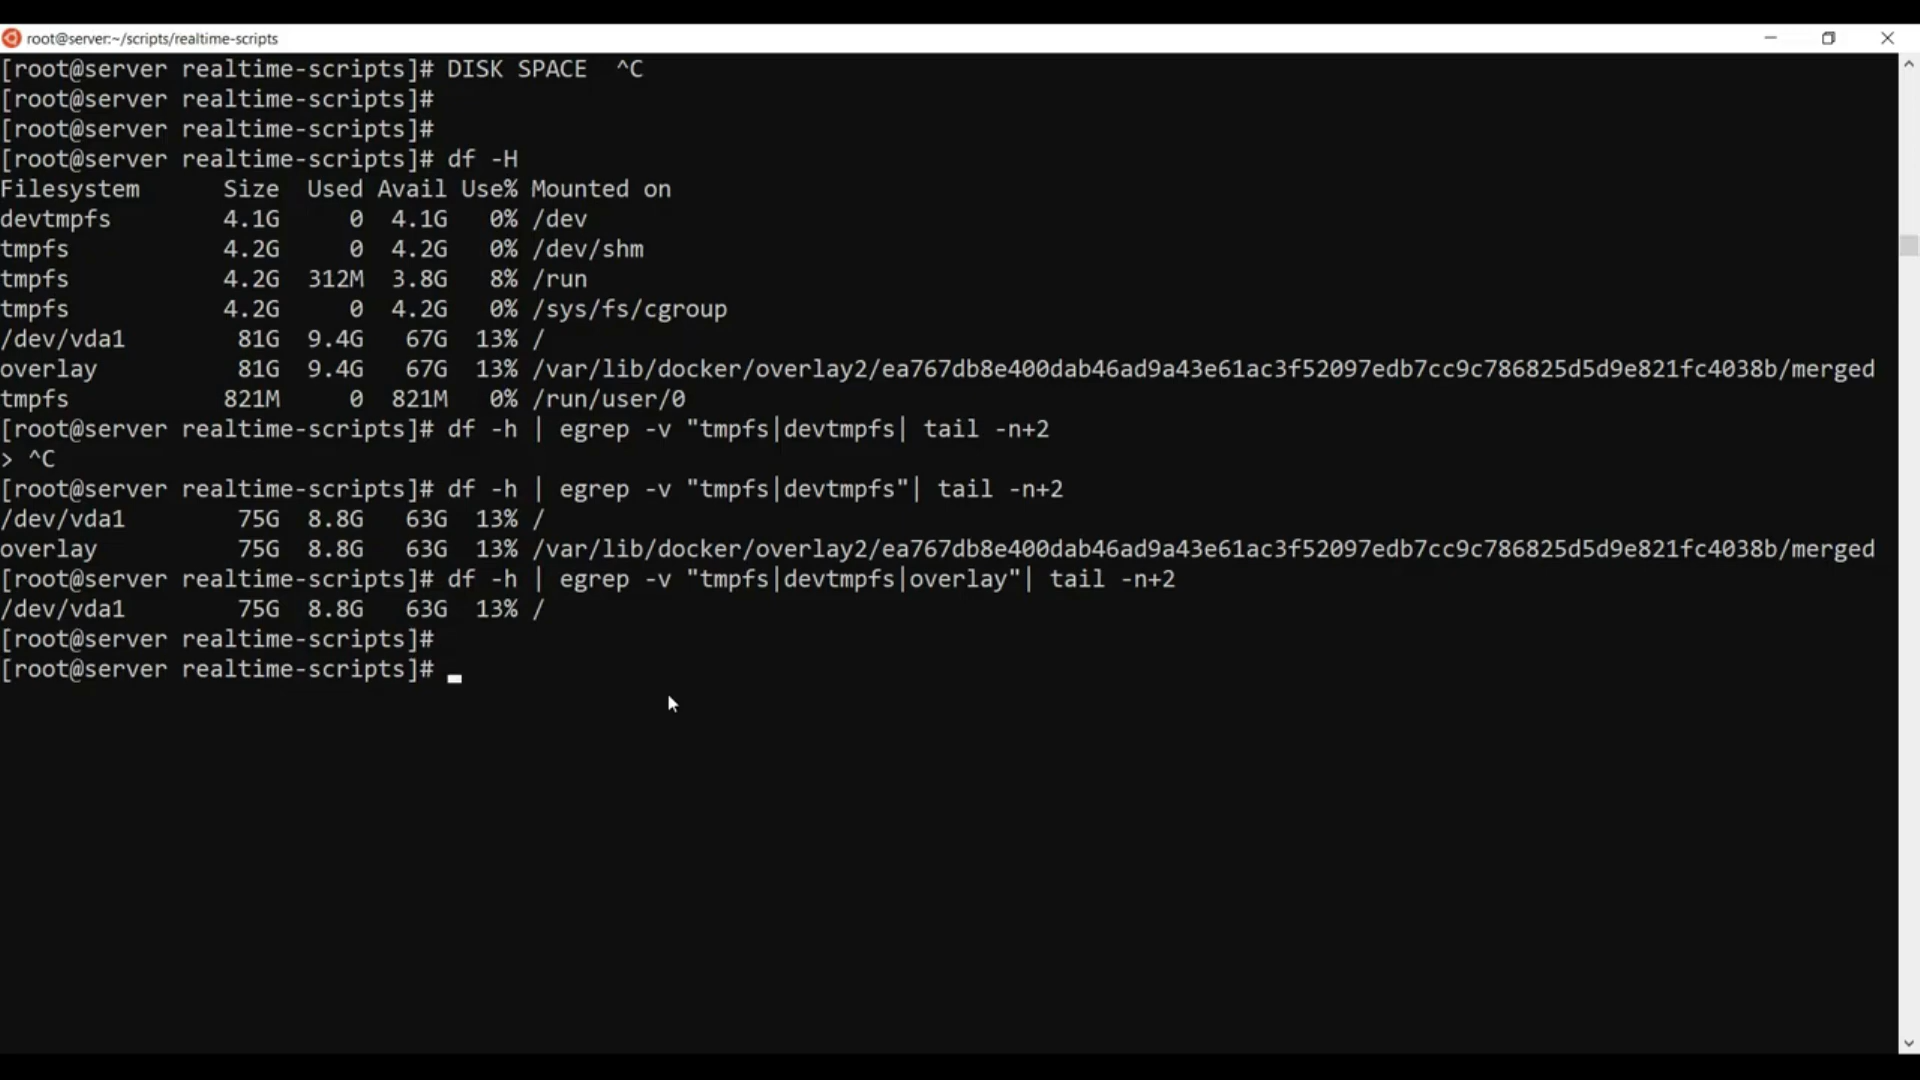 root@server:~/scripts/realtime-scripts
[root@server realtime-scripts]# DISK SPACE  ^C
[root@server realtime-scripts]#
[root@server realtime-scripts]#
[root@server realtime-scripts]# df -H
Filesystem      Size  Used Avail Use% Mounted on
devtmpfs        4.1G     0  4.1G   0% /dev
tmpfs           4.2G     0  4.2G   0% /dev/shm
tmpfs           4.2G  312M  3.8G   8% /run
tmpfs           4.2G     0  4.2G   0% /sys/fs/cgroup
/dev/vda1        81G  9.4G   67G  13% /
overlay          81G  9.4G   67G  13% /var/lib/docker/overlay2/ea767db8e400dab46ad9a43e61ac3f52097edb7cc9c786825d5d9e821fc4038b/merged
tmpfs           821M     0  821M   0% /run/user/0
[root@server realtime-scripts]# df -h | egrep -v "tmpfs|devtmpfs| tail -n+2
> ^C
[root@server realtime-scripts]# df -h | egrep -v "tmpfs|devtmpfs"| tail -n+2
/dev/vda1        75G  8.8G   63G  13% /
overlay          75G  8.8G   63G  13% /var/lib/docker/overlay2/ea767db8e400dab46ad9a43e61ac3f52097edb7cc9c786825d5d9e821fc4038b/merged
[root@server realtime-scripts]# df -h | egrep -v "tmpfs|devtmpfs|overlay"| tail -n+2
/dev/vda1        75G  8.8G   63G  13% /
[root@server realtime-scripts]#
[root@server realtime-scripts]#